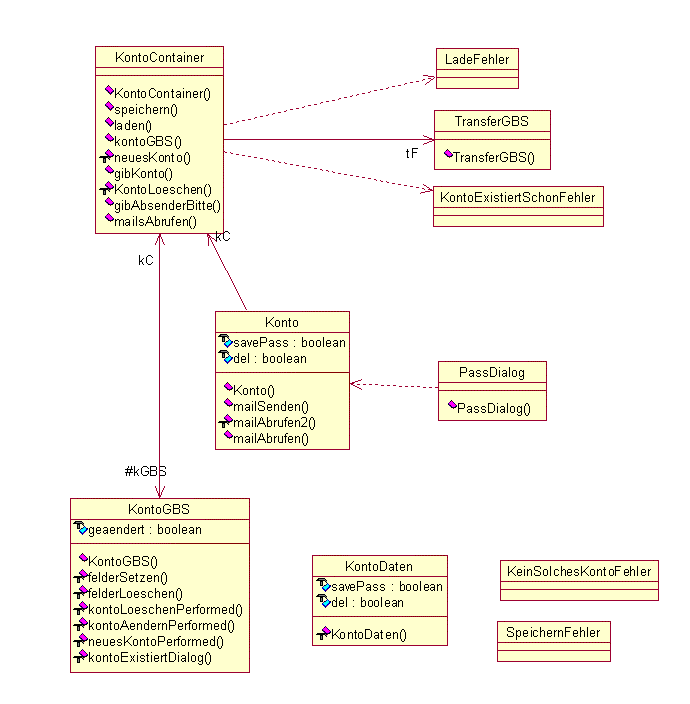 KontoContainer
KontoContainer()
speichern()
laden()
kontoGBS()
neuesKonto()
gibKonto()
KontoLoeschen()
gibAbsenderBitte()
mailsAbrufen()
LadeFehler
TransferGBS
TransferGBS()
tF
KontoExistiertSchonFehler
kC
kC
Konto
savePass : boolean
del : boolean
Konto()
mailSenden()
mailAbrufen2()
mailAbrufen()
PassDialog
PassDialog()
#kGBS
KontoGBS
geaendert : boolean
KontoGBS()
felderSetzen()
felderLoeschen()
kontoLoeschenPerformed()
kontoAendernPerformed()
neuesKontoPerformed()
kontoExistiertDialog()
KontoDaten
savePass : boolean
del : boolean
KontoDaten()
KeinSolchesKontoFehler
SpeichernFehler